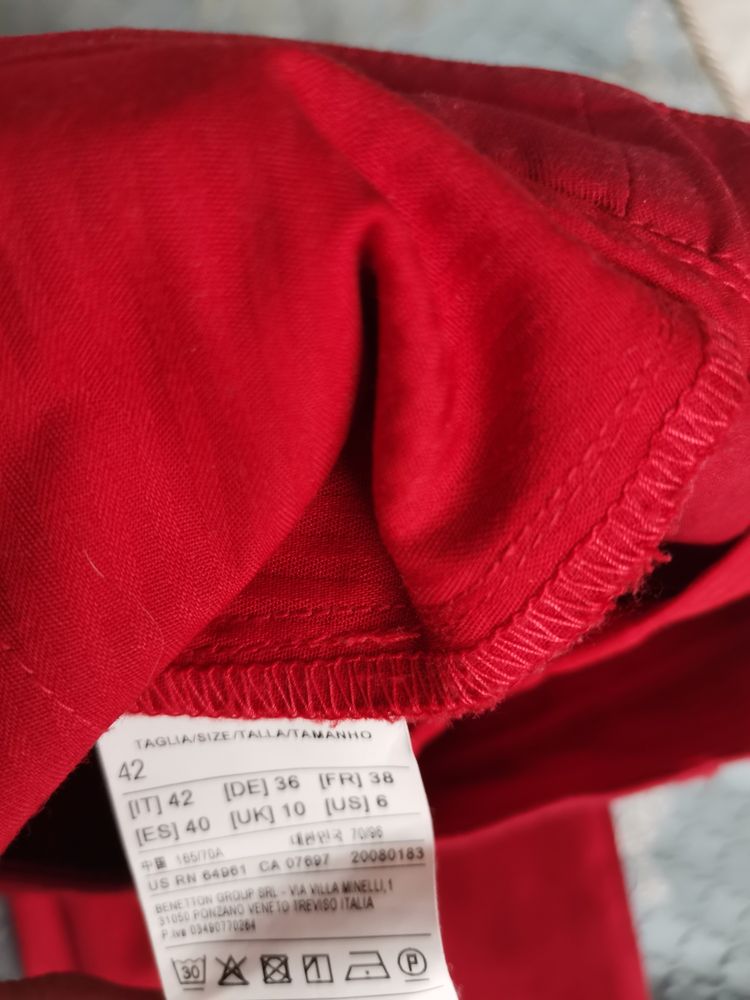 TAGLIA/SIZE/TALLA/TAMANHO
42
[IT] 42 [DE] 36 [FR] 38
[ES] 40 [UK] 10 [US] 6
中国 165/70A 대한민국 70/96
US RN 64961 CA 07697 20080183
BENETTON GROUP SRL - VIA VILLA MINELLI,1
31050 PONZANO VENETO TREVISO ITALIA
P.Iva 03490770264
30 P